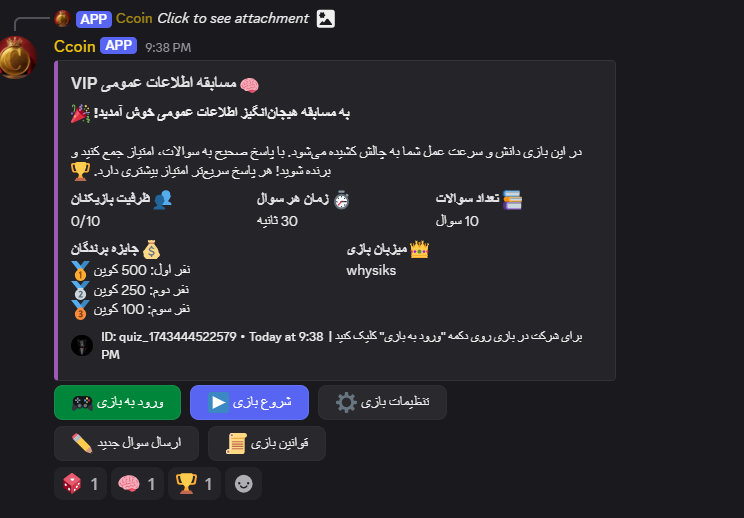 APP Ccoin Click to see attachment
Ccoin APP 9:38 PM
🧠 مسابقه اطلاعات عمومی VIP
به مسابقه هیجان‌انگیز اطلاعات عمومی خوش آمدید! 🎉
در این بازی دانش و سرعت عمل شما به چالش کشیده می‌شود. با پاسخ صحیح به سوالات، امتیاز جمع کنید و
برنده شوید! هر پاسخ سریع‌تر امتیاز بیشتری دارد. 🏆
📚 تعداد سوالات
10 سوال
⏱️ زمان هر سوال
30 ثانیه
👥 ظرفیت بازیکنان
0/10
👑 میزبان بازی
whysiks
💰 جایزه برندگان
🥇 نفر اول: 500 کوین
🥈 نفر دوم: 250 کوین
🥉 نفر سوم: 100 کوین
برای شرکت در بازی روی دکمه "ورود به بازی" کلیک کنید | ID: quiz_1743444522579 • Today at 9:38
PM
ورود به بازی 🎮
شروع بازی ▶️
تنظیمات بازی ⚙️
ارسال سوال جدید ✏️
قوانین بازی 📜
🎲 1 🧠 1 🏆 1